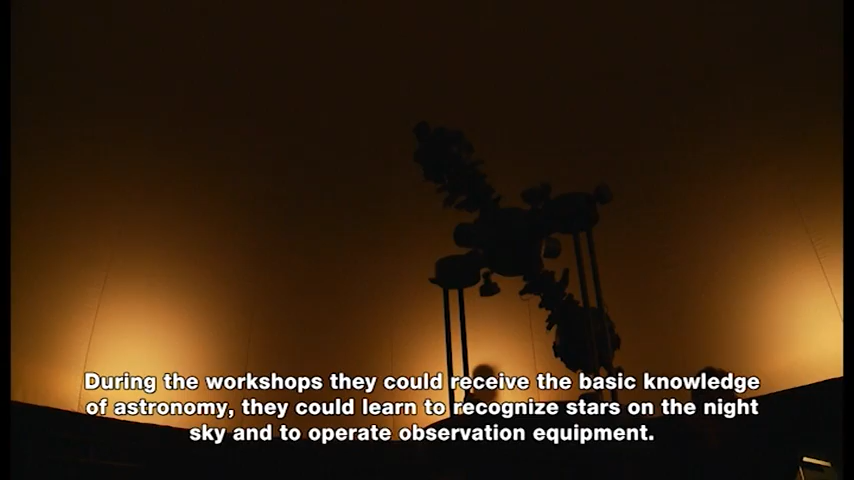 During the workshops they could receive the basic knowledge
of astronomy, they could learn to recognize stars on the night
sky and to operate observation equipment.